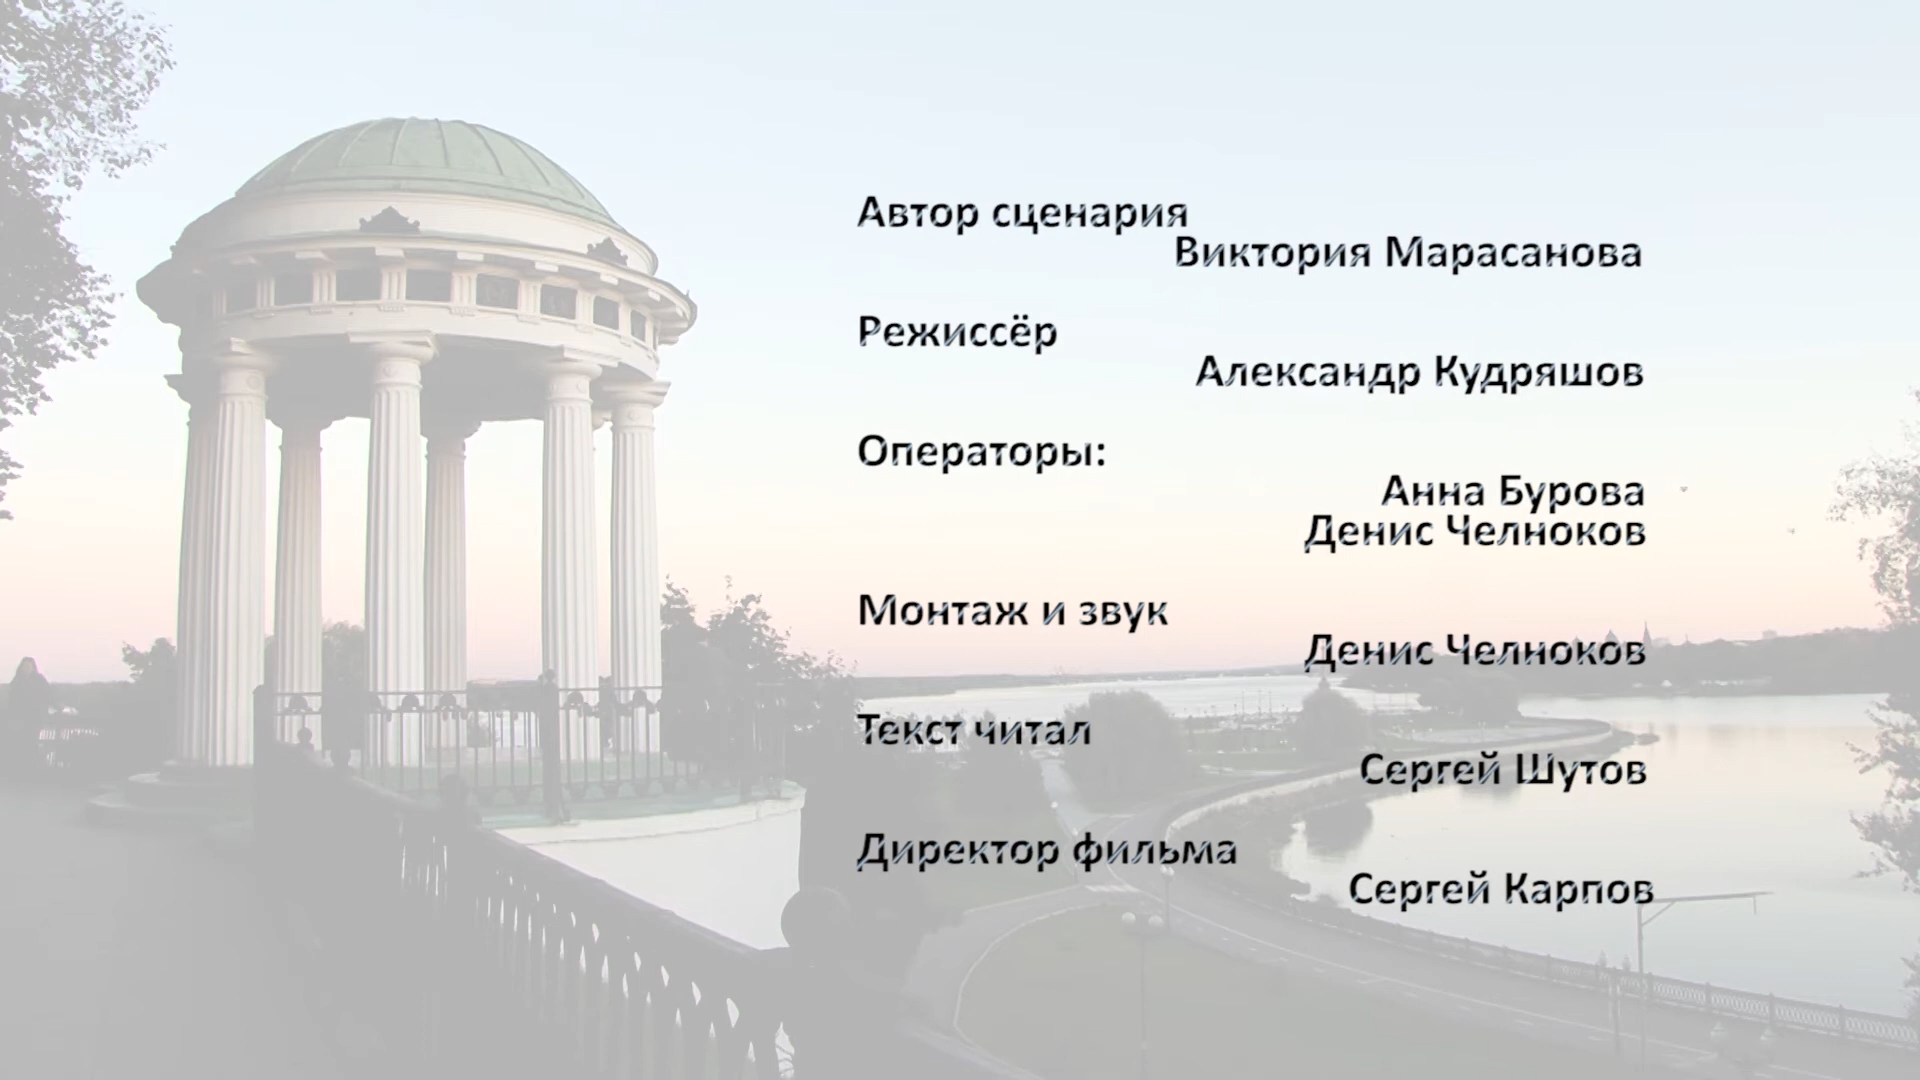 Автор сценария
Виктория Марасанова
Режиссёр
Александр Кудряшов
Операторы:
Анна Бурова
Денис Челноков
Монтаж и звук
Денис Челноков
Текст читал
Сергей Шутов
Директор фильма
Сергей Карпов